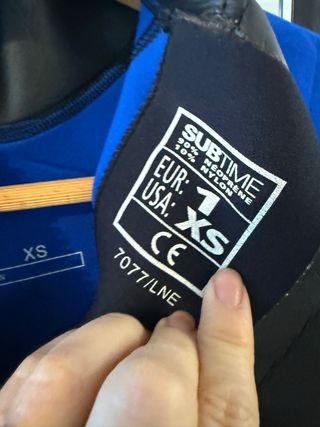 SUBTIME
90% NEOPRENE
10% NYLON
EUR: 1
USA: XS
CE
7077/LNE
XS